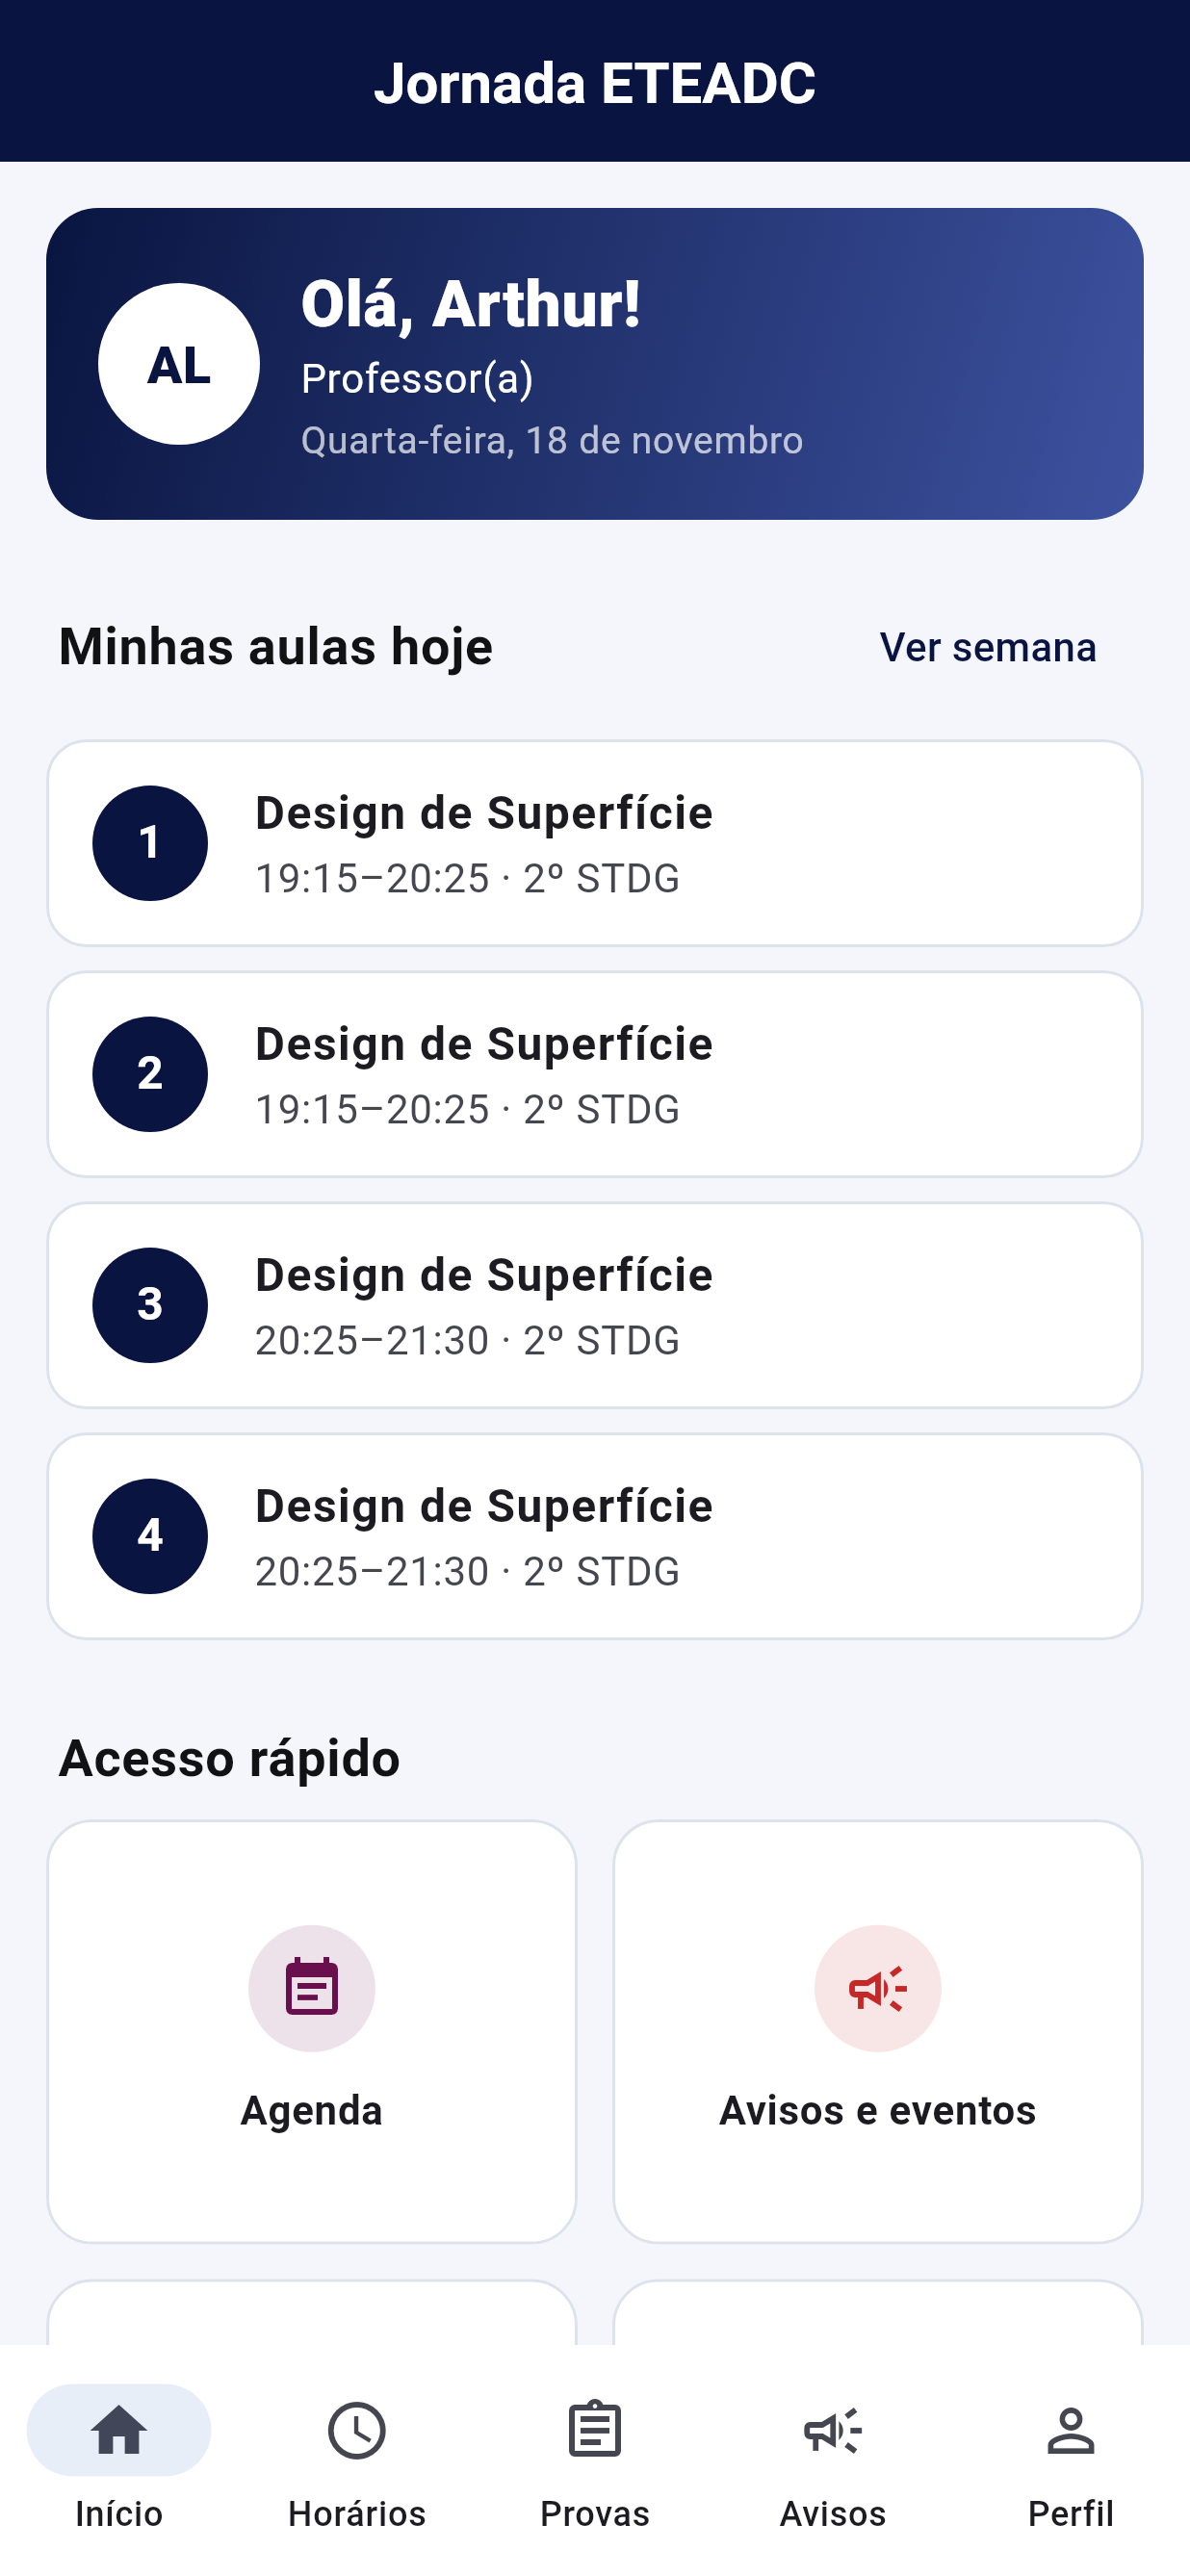 Jornada ETEADC
AL
Olá, Arthur!
Professor(a)
Quarta-feira, 18 de novembro
Minhas aulas hoje
Ver semana
1
Design de Superfície
19:15–20:25 · 2º STDG
2
Design de Superfície
19:15–20:25 · 2º STDG
3
Design de Superfície
20:25–21:30 · 2º STDG
4
Design de Superfície
20:25–21:30 · 2º STDG
Acesso rápido
Agenda
Avisos e eventos
Início
Horários
Provas
Avisos
Perfil